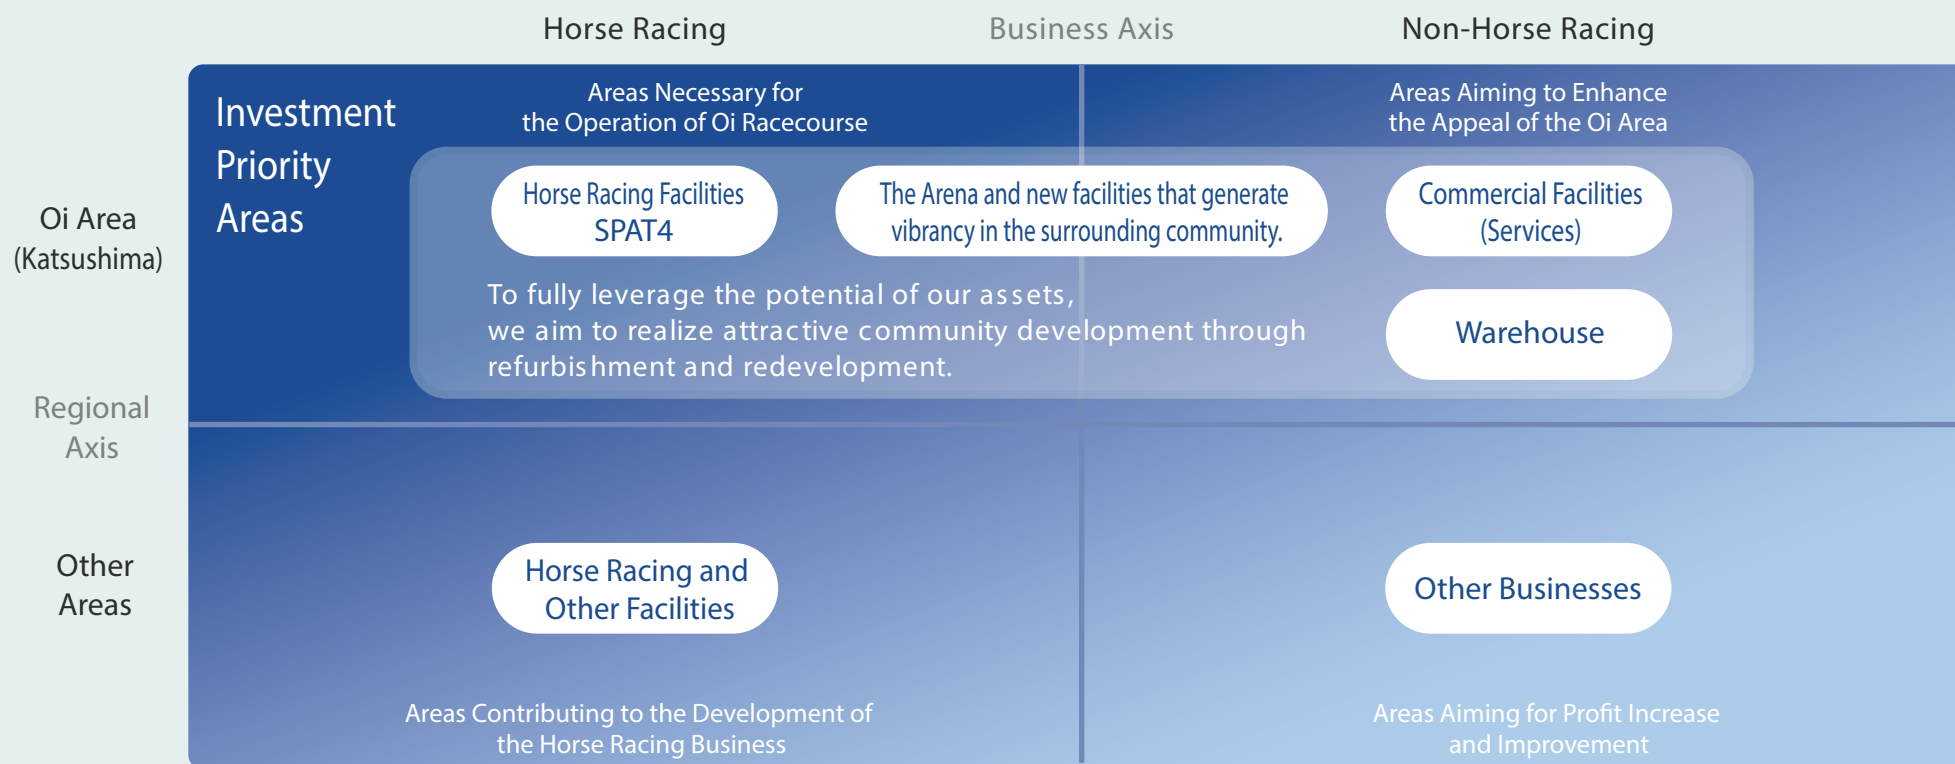 Horse Racing
Business Axis
Non-Horse Racing
Investment
Priority
Areas
Areas Necessary for
the Operation of Oi Racecourse
Areas Aiming to Enhance
the Appeal of the Oi Area
Oi Area
(Katsushima)
Horse Racing Facilities
SPAT4
The Arena and new facilities that generate
vibrancy in the surrounding community.
Commercial Facilities
(Services)
To fully leverage the potential of our assets,
we aim to realize attractive community development through
refurbishment and redevelopment.
Warehouse
Regional
Axis
Other
Areas
Horse Racing and
Other Facilities
Other Businesses
Areas Contributing to the Development of
the Horse Racing Business
Areas Aiming for Profit Increase
and Improvement